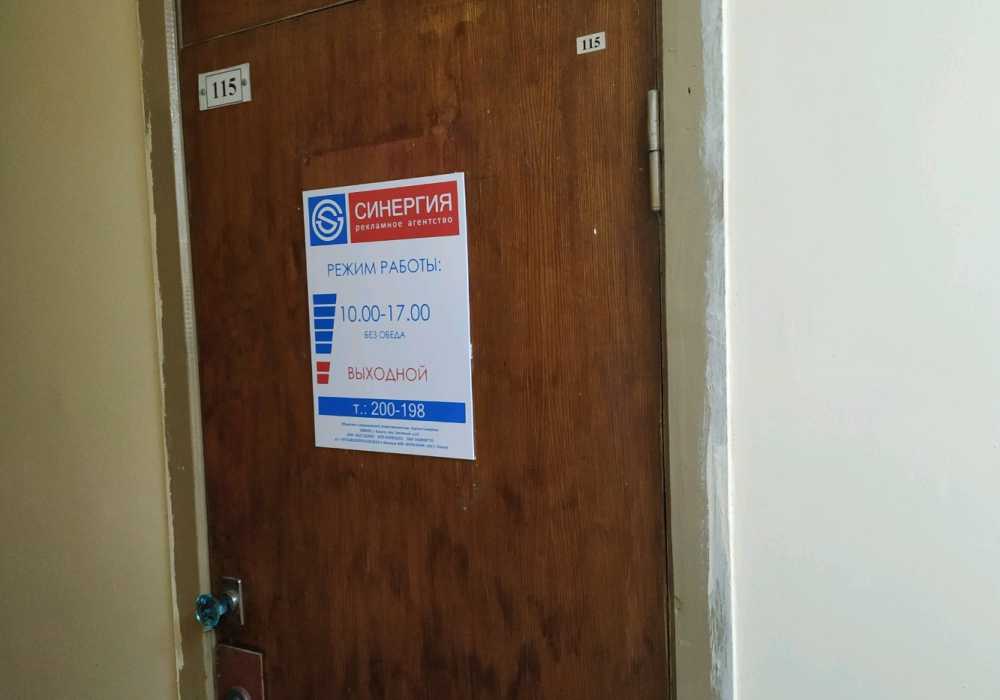 115
115
СИНЕРГИЯ
рекламное агентство
РЕЖИМ РАБОТЫ:
10.00-17.00
БЕЗ ОБЕДА
ВЫХОДНОЙ
т.: 200-198